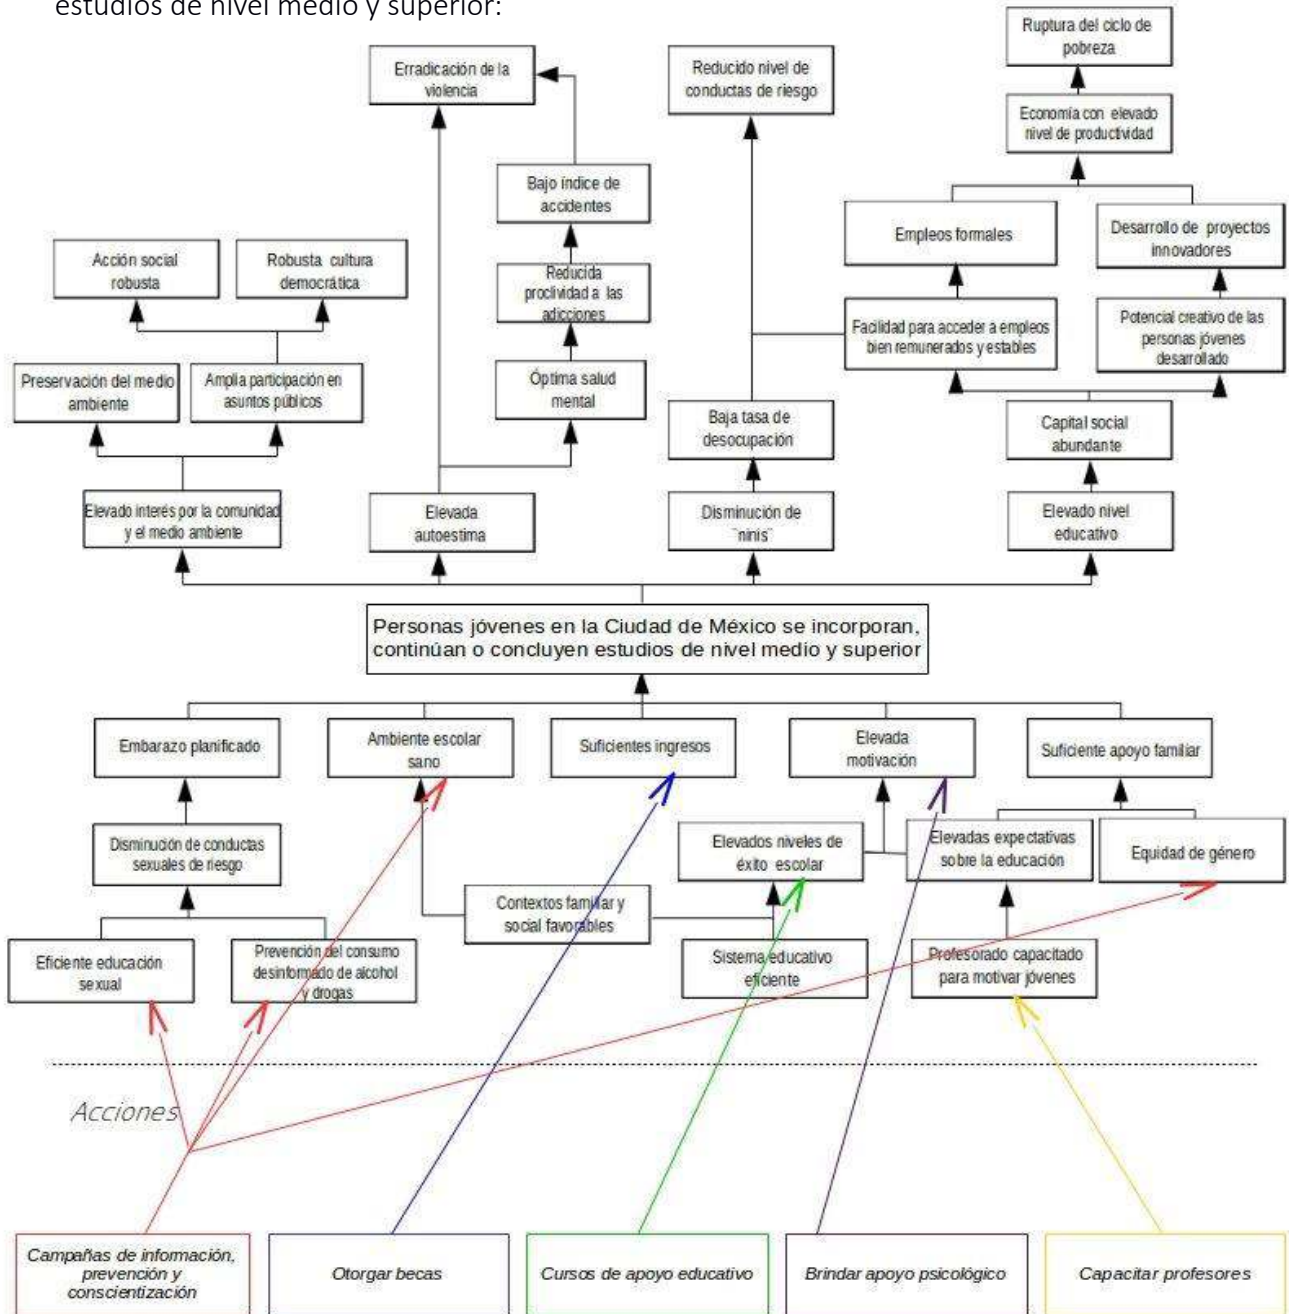 estudios de nivel medio y superior:
Ruptura del ciclo de
pobreza
Erradicación de la
violencia
Reducido nivel de
conductas de riesgo
Economía con elevado
nivel de productividad
Bajo índice de
accidentes
Empleos formales
Desarrollo de proyectos
innovadores
Acción social
robusta
Robusta cultura
democrática
Reducida
proclividad a las
adicciones
Facilidad para acceder a empleos
bien remunerados y estables
Potencial creativo de las
personas jóvenes
desarrollado
Preservación del medio
ambiente
Amplia participación en
asuntos públicos
Óptima salud
mental
Baja tasa de
desocupación
Capital social
abundante
Elevado interés por la comunidad
y el medio ambiente
Elevada
autoestima
Disminución de
¨ninis¨
Elevado nivel
educativo
Personas jóvenes en la Ciudad de México se incorporan,
continúan o concluyen estudios de nivel medio y superior
Embarazo planificado
Ambiente escolar
sano
Suficientes ingresos
Elevada
motivación
Suficiente apoyo familiar
Disminución de conductas
sexuales de riesgo
Elevados niveles de
éxito escolar
Elevadas expectativas
sobre la educación
Equidad de género
Contextos familiar y
social favorables
Eficiente educación
sexual
Prevención del consumo
desinformado de alcohol
y drogas
Sistema educativo
eficiente
Profesorado capacitado
para motivar jóvenes
Acciones
Campañas de información,
prevención y
conscientización
Otorgar becas
Cursos de apoyo educativo
Brindar apoyo psicológico
Capacitar profesores